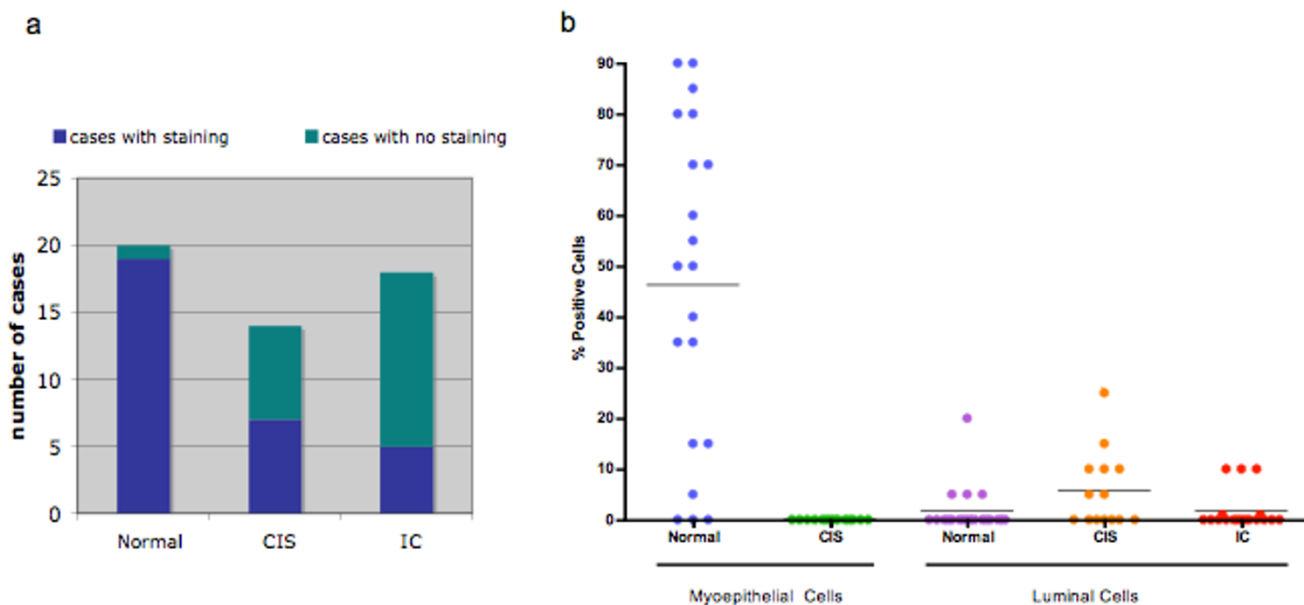 a
cases with staining cases with no staining
25
20
15
10
5
0
number of cases
Normal CIS IC
b
90
80
70
60
50
40
30
20
10
0
% Positive Cells
Normal CIS Normal CIS IC
Myoepithelial Cells Luminal Cells